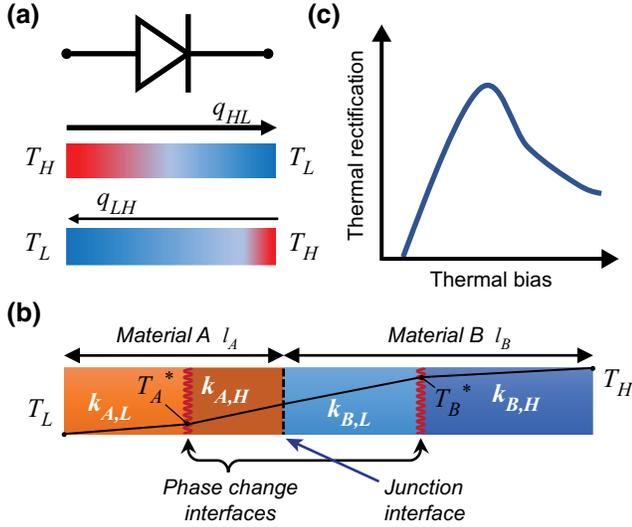 (a)
q_HL
T_H
T_L
q_LH
T_L
T_H
(c)
Thermal rectification
Thermal bias
(b)
Material A l_A
Material B l_B
T_L
k_A,L
T_A*
k_A,H
k_B,L
T_B*
k_B,H
T_H
Phase change
interfaces
Junction
interface